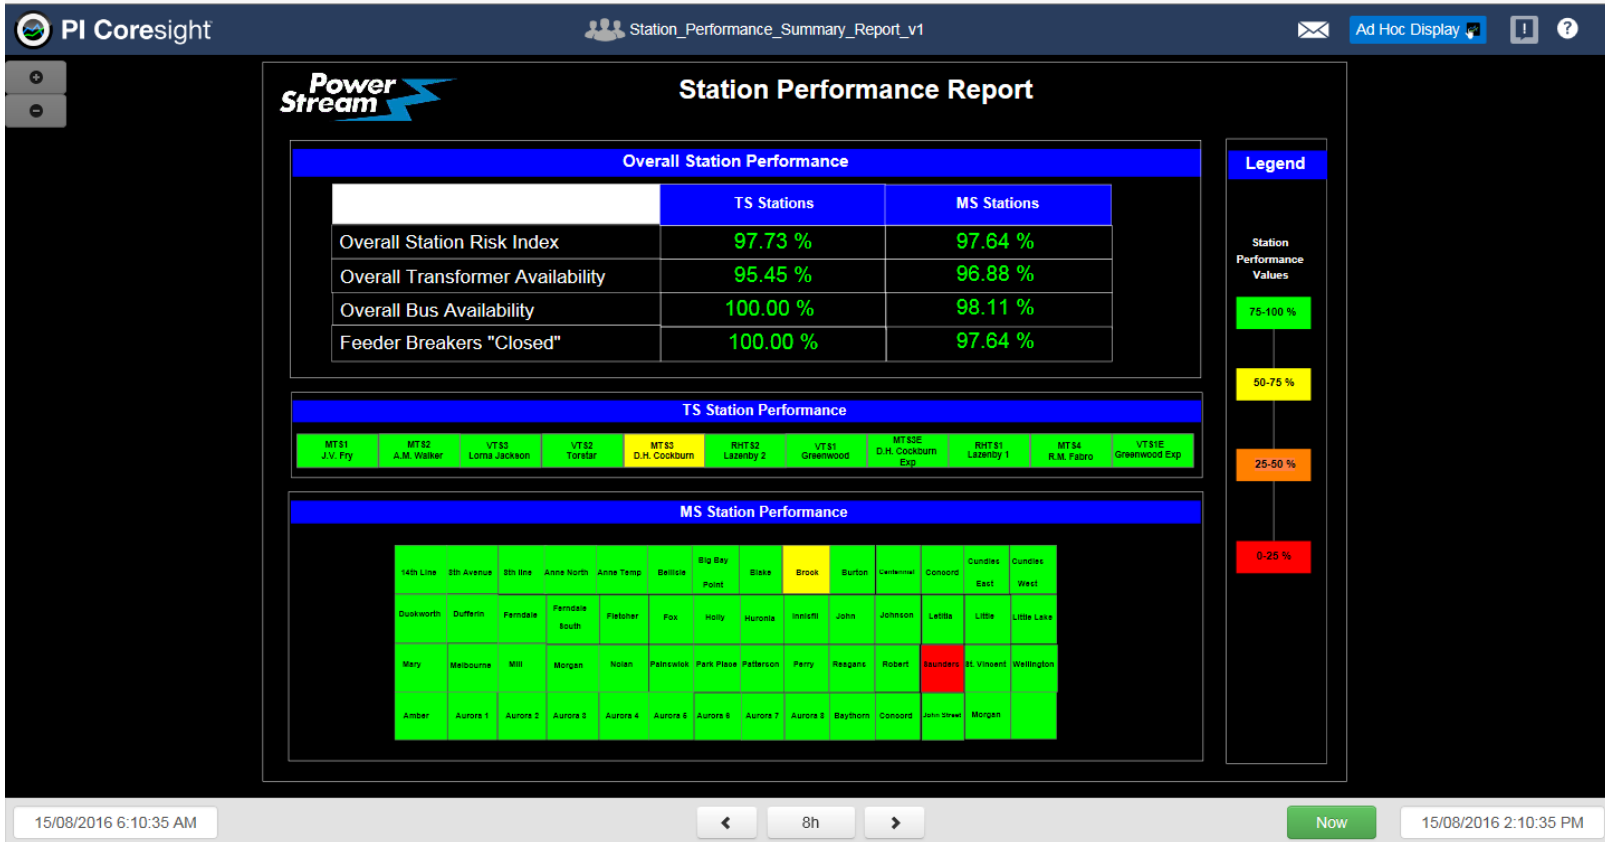 PI Coresight
Station_Performance_Summary_Report_v1
Ad Hoc Display
Power
Stream
Station Performance Report
Overall Station Performance
TS Stations
MS Stations
Overall Station Risk Index
97.73 %
97.64 %
Overall Transformer Availability
95.45 %
96.88 %
Overall Bus Availability
100.00 %
98.11 %
Feeder Breakers "Closed"
100.00 %
97.64 %
TS Station Performance
MTS1
J.V. Fry
MTS2
A.M. Walker
VTS3
Lorna Jackson
VTS2
Torstar
MTS3
D.H. Cockburn
RHTS2
Lazenby 2
VTS1
Greenwood
MTS3E
D.H. Cockburn
Exp
RHTS1
Lazenby 1
MTS4
R.M. Fabro
VTS1E
Greenwood Exp
MS Station Performance
14th Line
8th Avenue
8th line
Anne North
Anne Temp
Bellisle
Big Bay
Point
Blake
Brook
Burton
Centennial
Concord
Cundles
East
Cundles
West
Duckworth
Dufferin
Ferndale
Ferndale
South
Fletcher
Fox
Holly
Huronia
Innisfil
John
Johnson
Letitia
Little
Little Lake
Mary
Melbourne
Mill
Morgan
Nolan
Painswick
Park Place
Patterson
Perry
Reagens
Robert
Saunders
St. Vincent
Wellington
Amber
Aurora 1
Aurora 2
Aurora 3
Aurora 4
Aurora 5
Aurora 6
Aurora 7
Aurora 8
Baythorn
Concord
John Street
Morgan
Legend
Station
Performance
Values
75-100 %
50-75 %
25-50 %
0-25 %
15/08/2016 6:10:35 AM
8h
Now
15/08/2016 2:10:35 PM